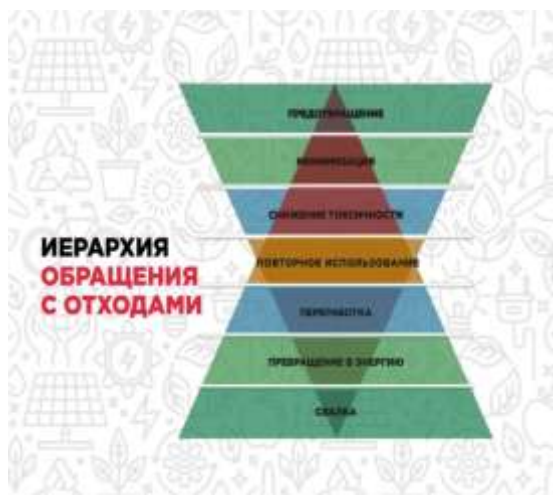 ПРЕДОТВРАЩЕНИЕ
МИНИМИЗАЦИЯ
СНИЖЕНИЕ ТОКСИЧНОСТИ
ПОВТОРНОЕ ИСПОЛЬЗОВАНИЕ
ПЕРЕРАБОТКА
ПРЕВРАЩЕНИЕ В ЭНЕРГИЮ
СВАЛКА
ИЕРАРХИЯ
ОБРАЩЕНИЯ
С ОТХОДАМИ